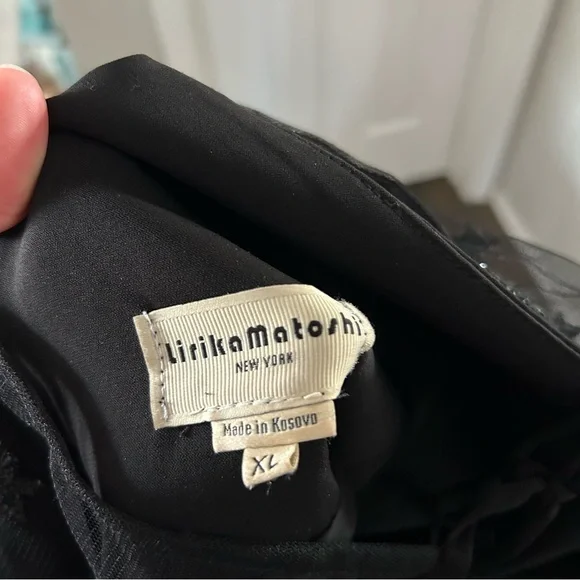 LirikaMatoshi
NEW YORK
Made in Kosovo
XL